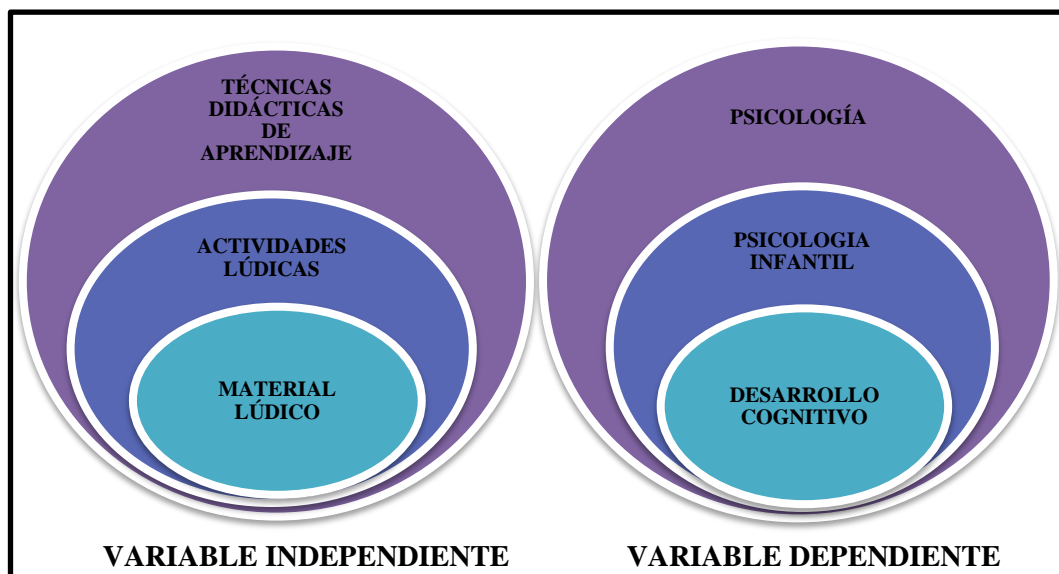 TÉCNICAS
DIDÁCTICAS
DE
APRENDIZAJE
ACTIVIDADES
LÚDICAS
MATERIAL
LÚDICO
VARIABLE INDEPENDIENTE
PSICOLOGÍA
PSICOLOGIA
INFANTIL
DESARROLLO
COGNITIVO
VARIABLE DEPENDIENTE